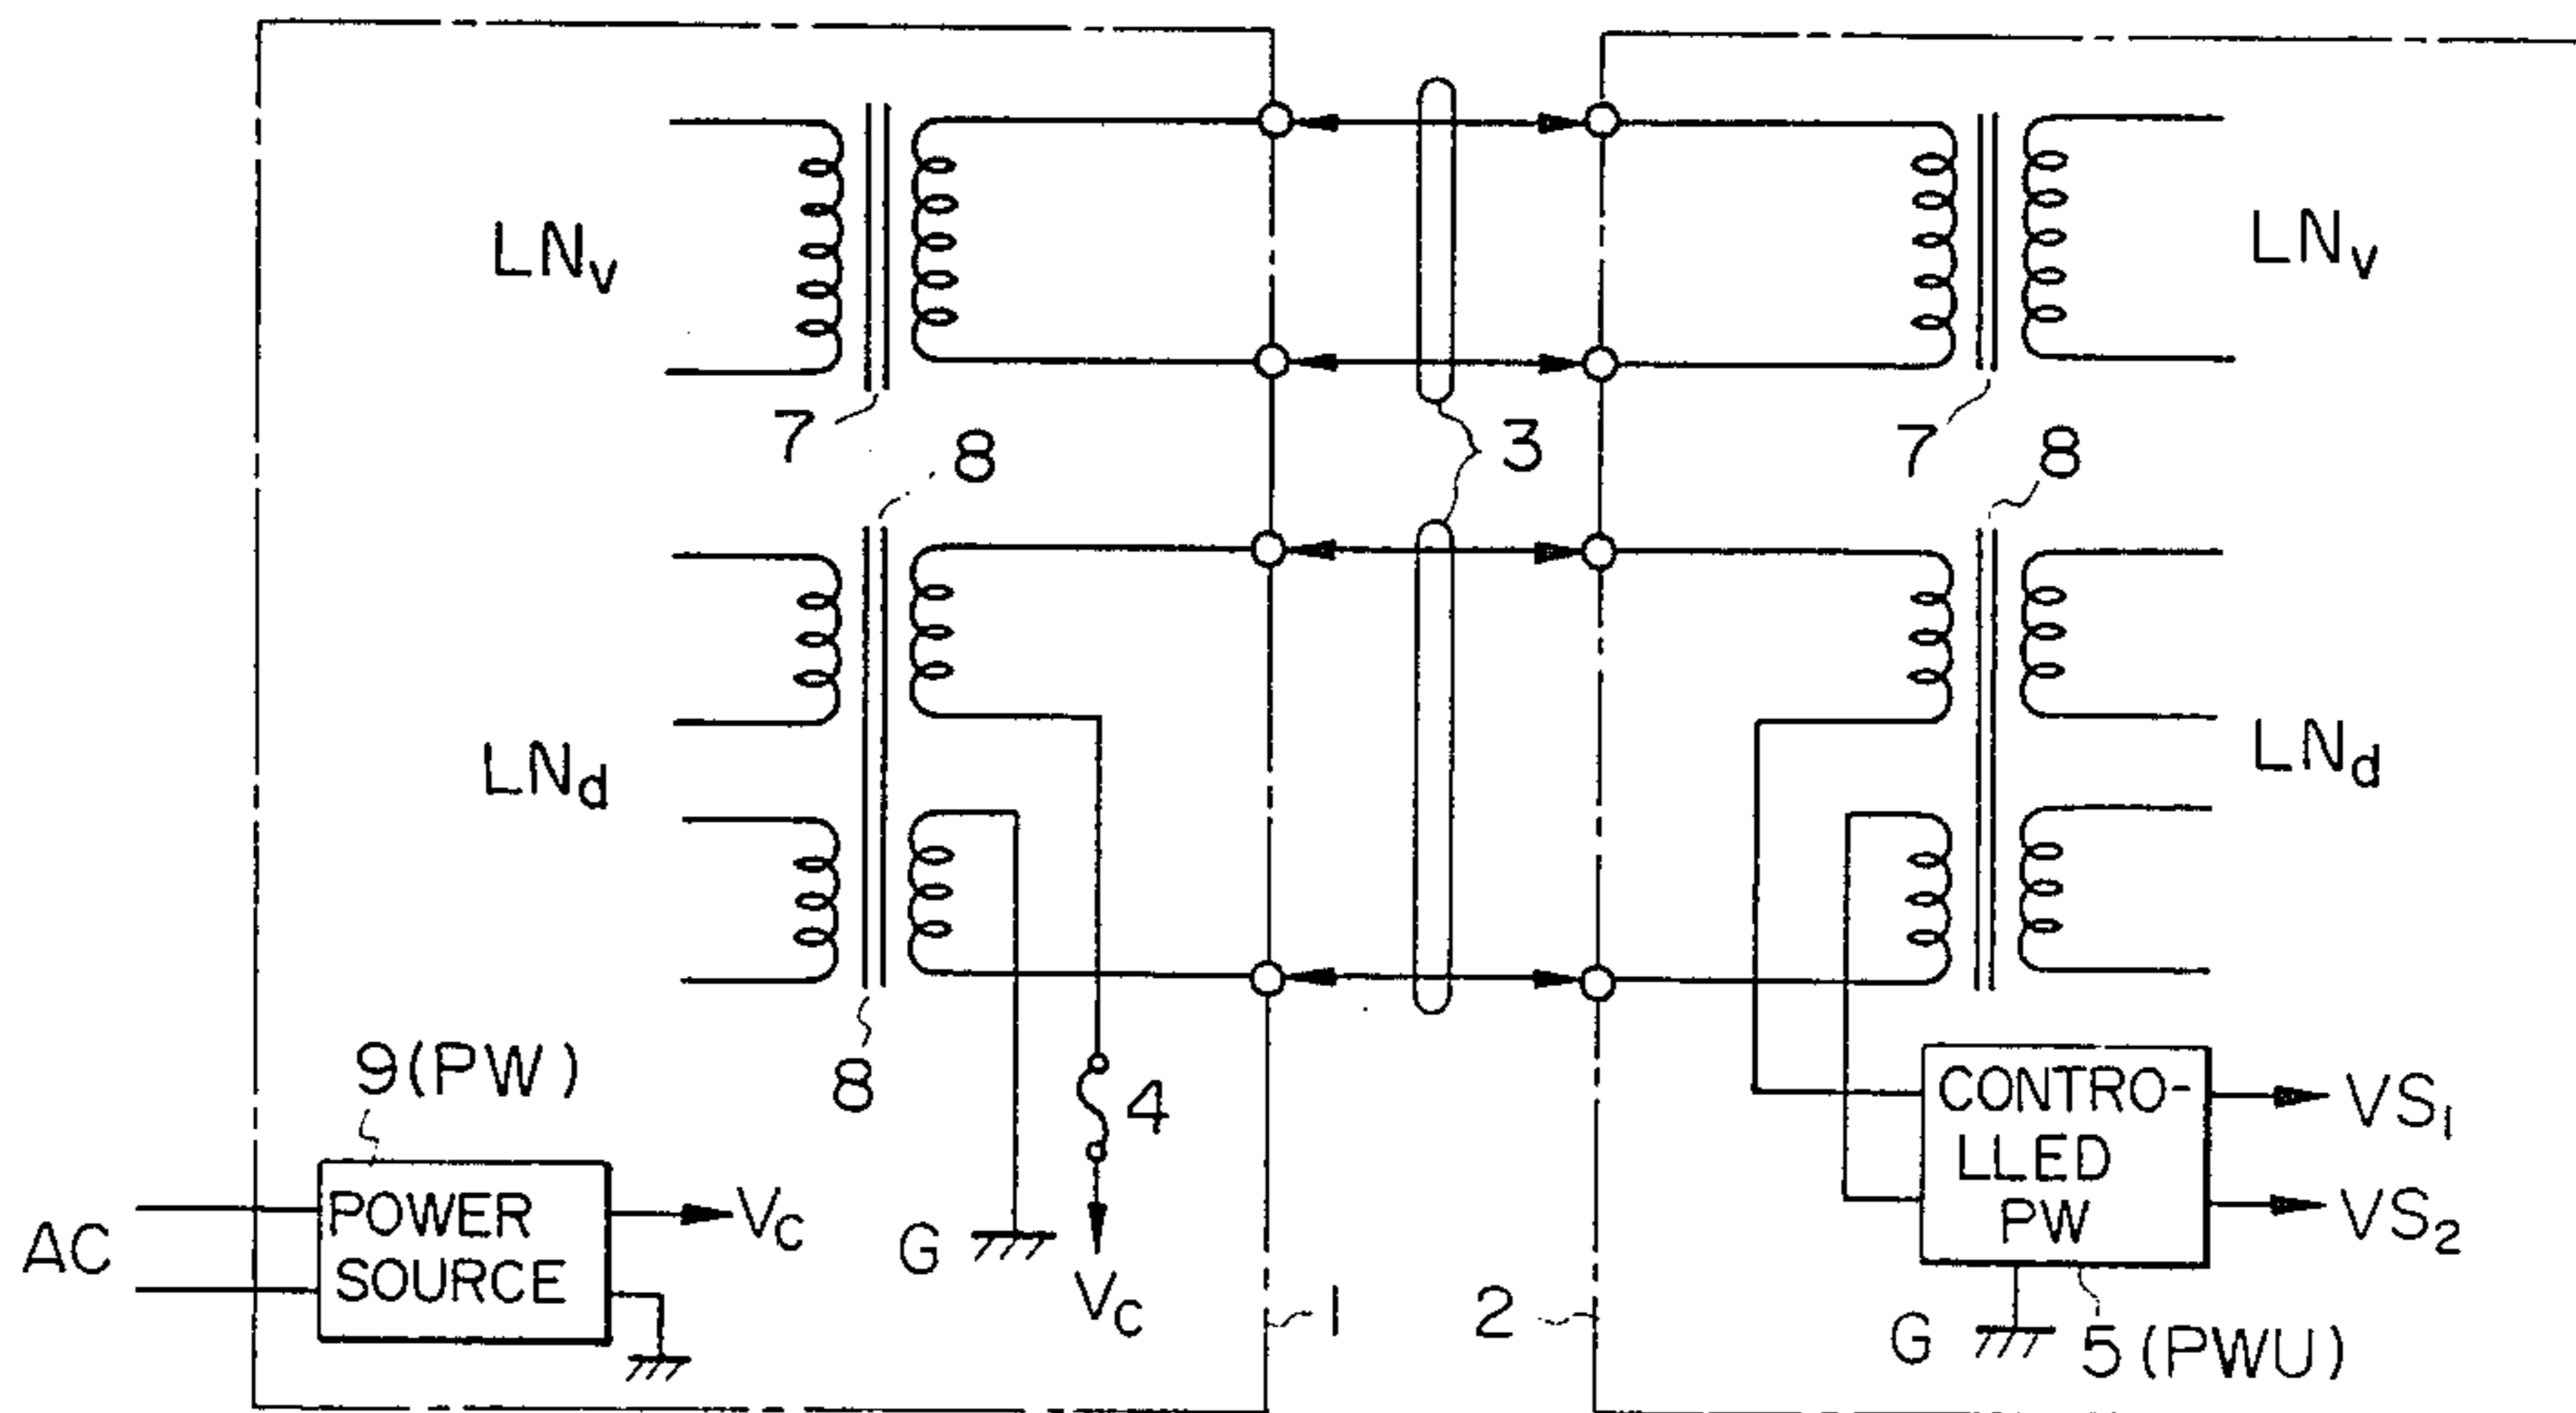 LNv
LNv
7
8
3
7
8
LNd
LNd
9(PW)
8
4
CONTRO-
LLED
PW
VS1
VS2
AC
POWER
SOURCE
Vc
G
Vc
1
2
G
5(PWU)